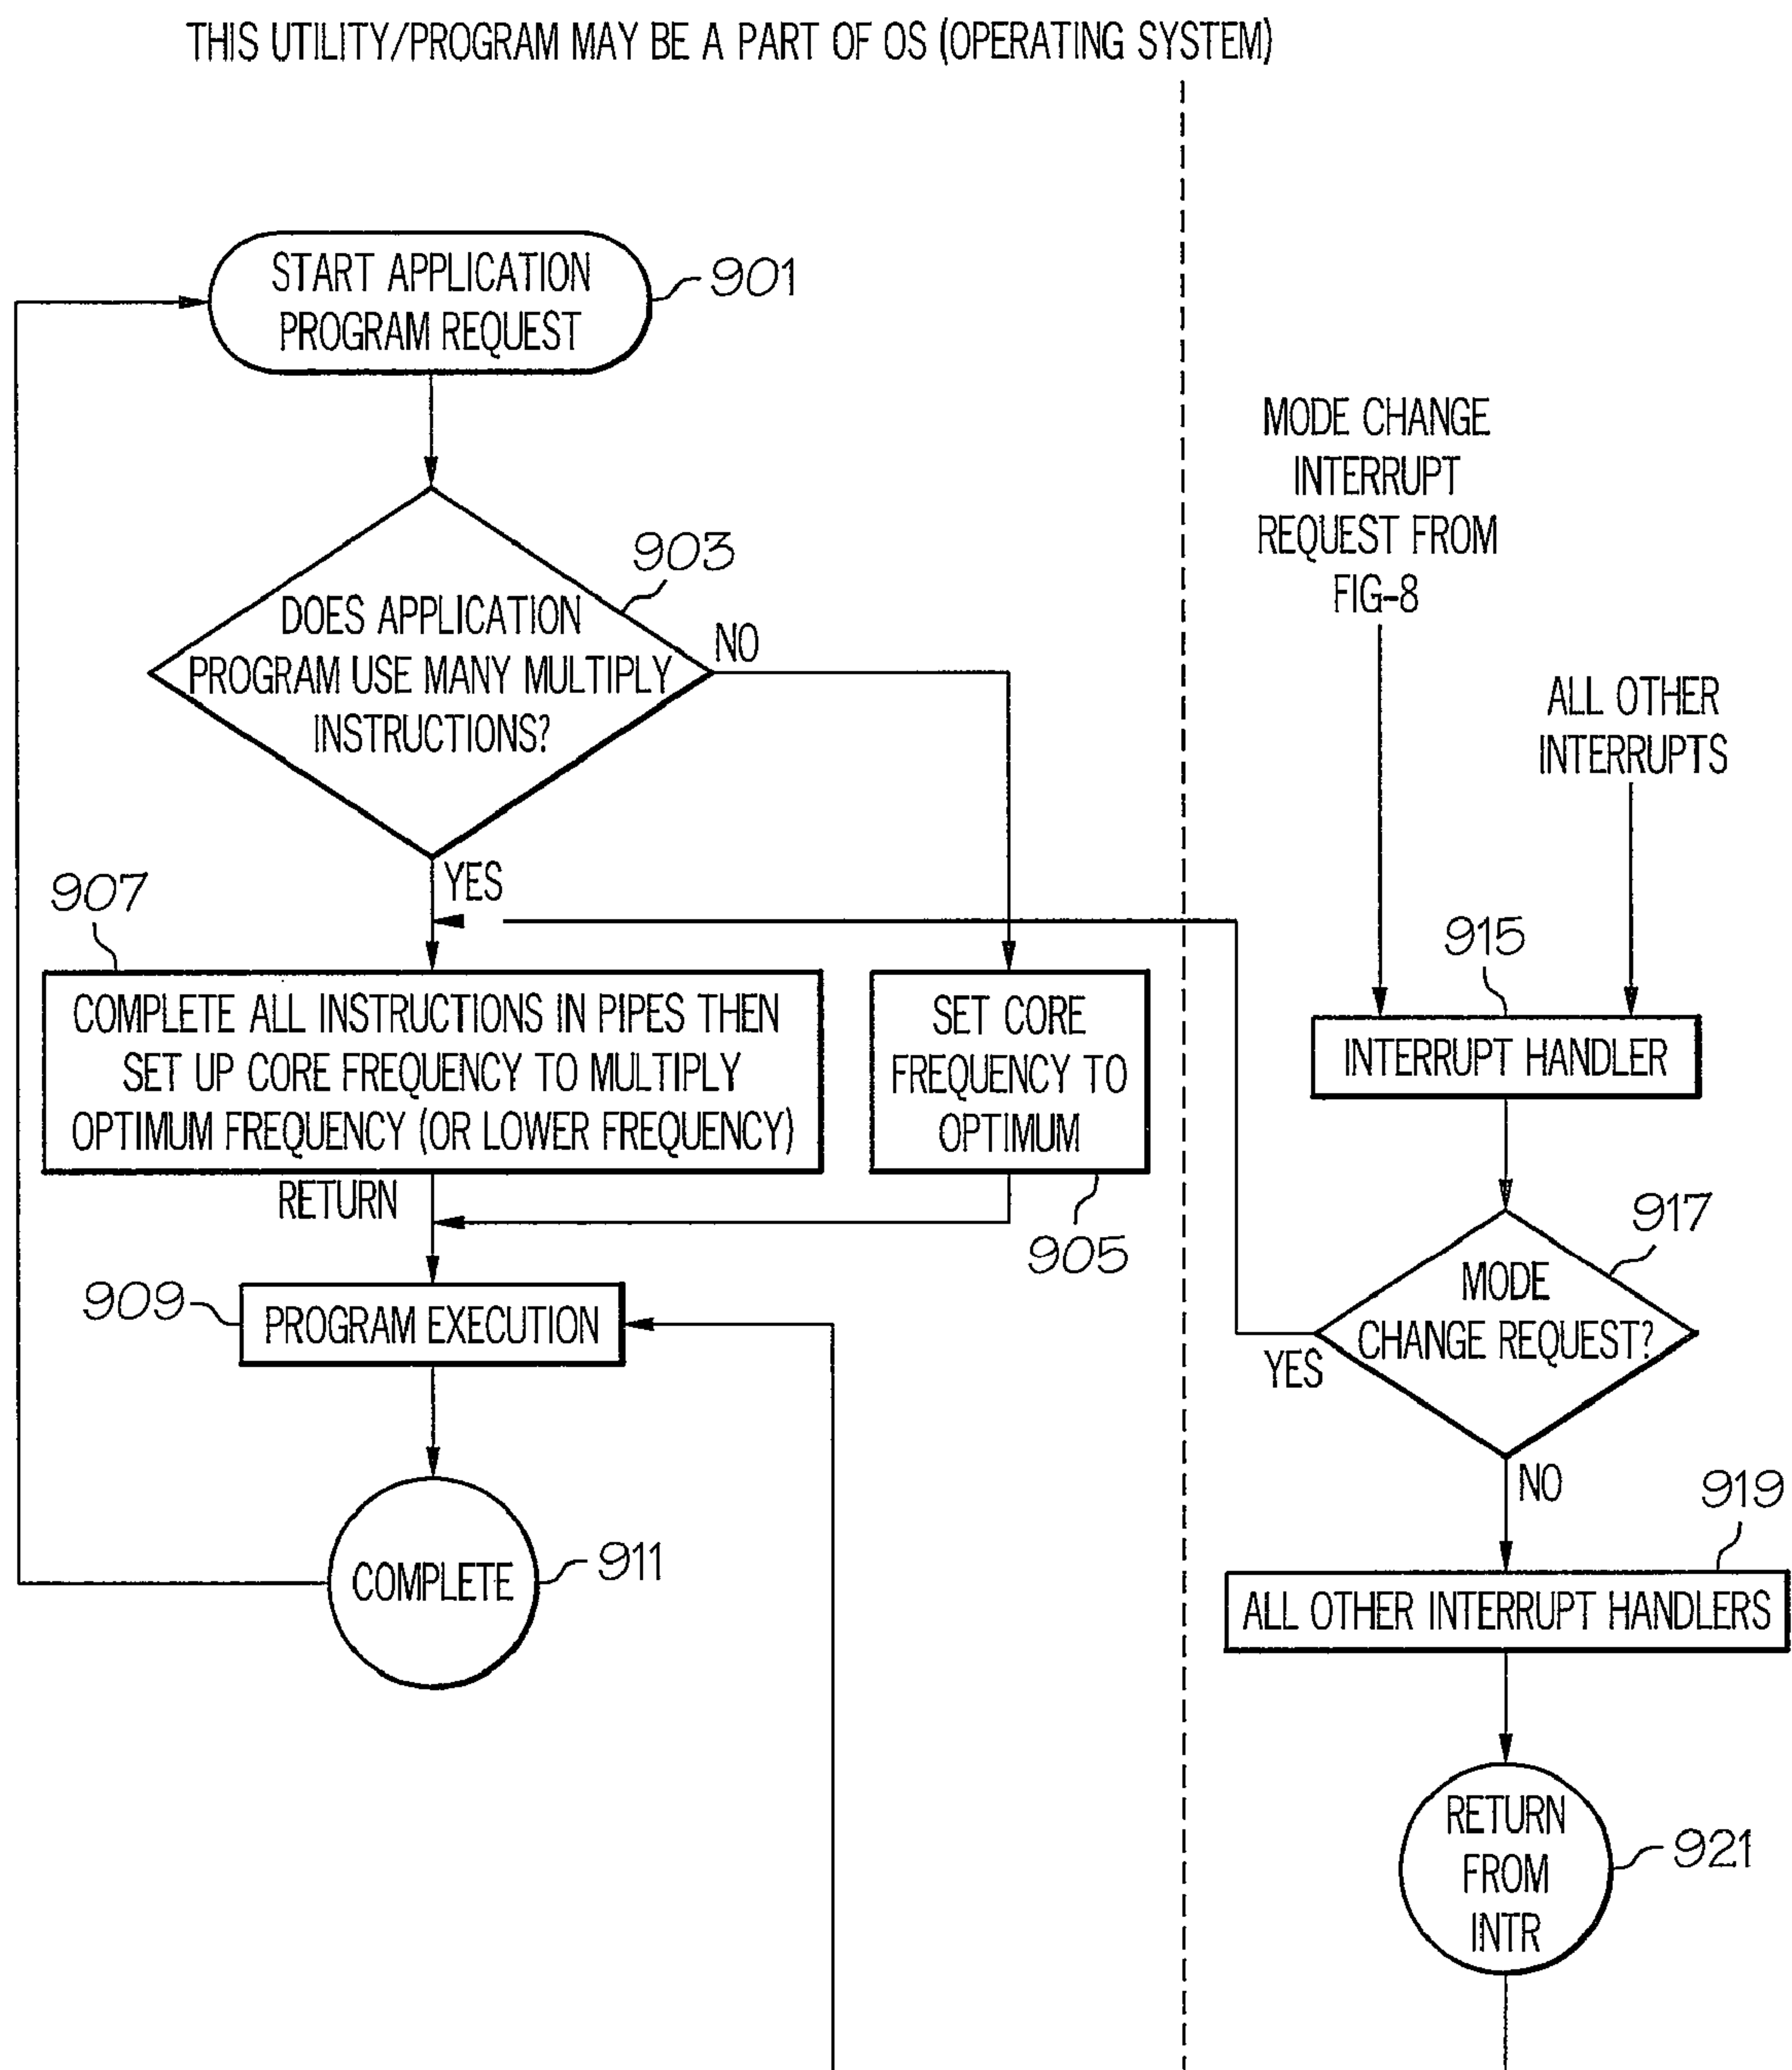 THIS UTILITY/PROGRAM MAY BE A PART OF OS (OPERATING SYSTEM)
START APPLICATION
PROGRAM REQUEST
901
903
DOES APPLICATION
PROGRAM USE MANY MULTIPLY
INSTRUCTIONS?
NO
YES
907
COMPLETE ALL INSTRUCTIONS IN PIPES THEN
SET UP CORE FREQUENCY TO MULTIPLY
OPTIMUM FREQUENCY (OR LOWER FREQUENCY)
SET CORE
FREQUENCY TO
OPTIMUM
905
RETURN
909
PROGRAM EXECUTION
COMPLETE
911
MODE CHANGE
INTERRUPT
REQUEST FROM
FIG-8
ALL OTHER
INTERRUPTS
915
INTERRUPT HANDLER
917
MODE
CHANGE REQUEST?
YES
NO
919
ALL OTHER INTERRUPT HANDLERS
RETURN
FROM
INTR
921